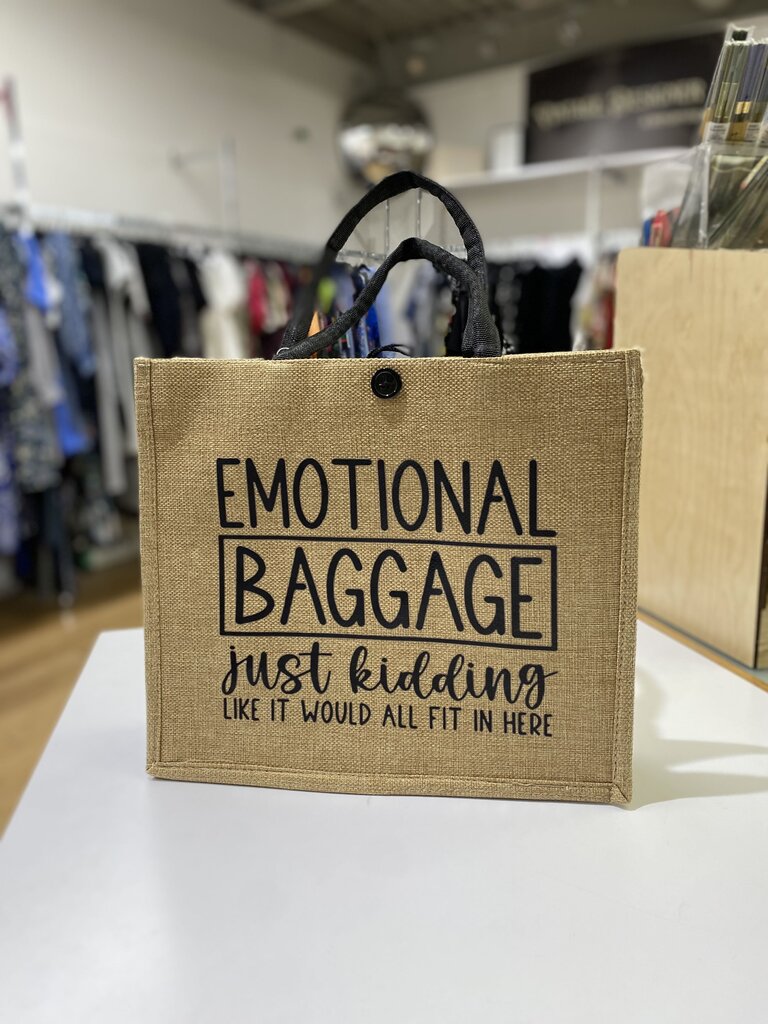 EMOTIONAL
BAGGAGE
just kidding
LIKE IT WOULD ALL FIT IN HERE